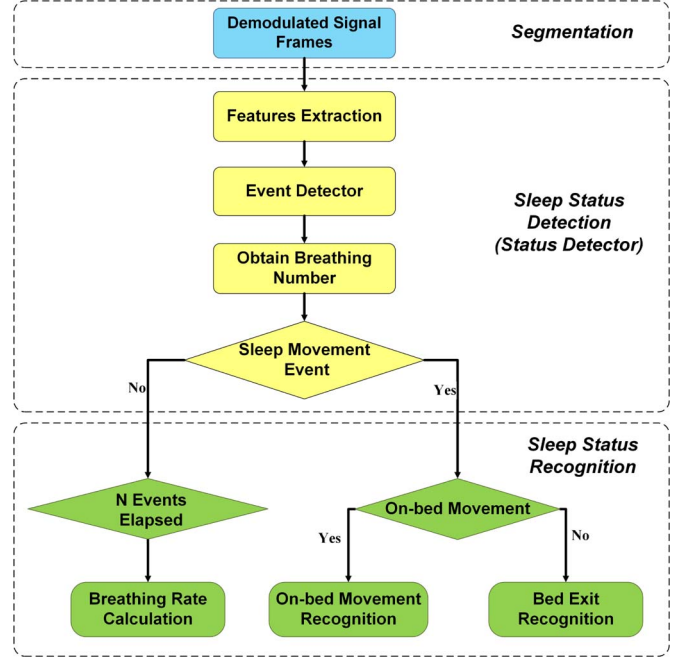 Demodulated Signal
Frames
Segmentation
Features Extraction
Event Detector
Sleep Status
Detection
(Status Detector)
Obtain Breathing
Number
Sleep Movement
Event
No
Yes
Sleep Status
Recognition
N Events
Elapsed
On-bed Movement
Yes
No
Breathing Rate
Calculation
On-bed Movement
Recognition
Bed Exit
Recognition